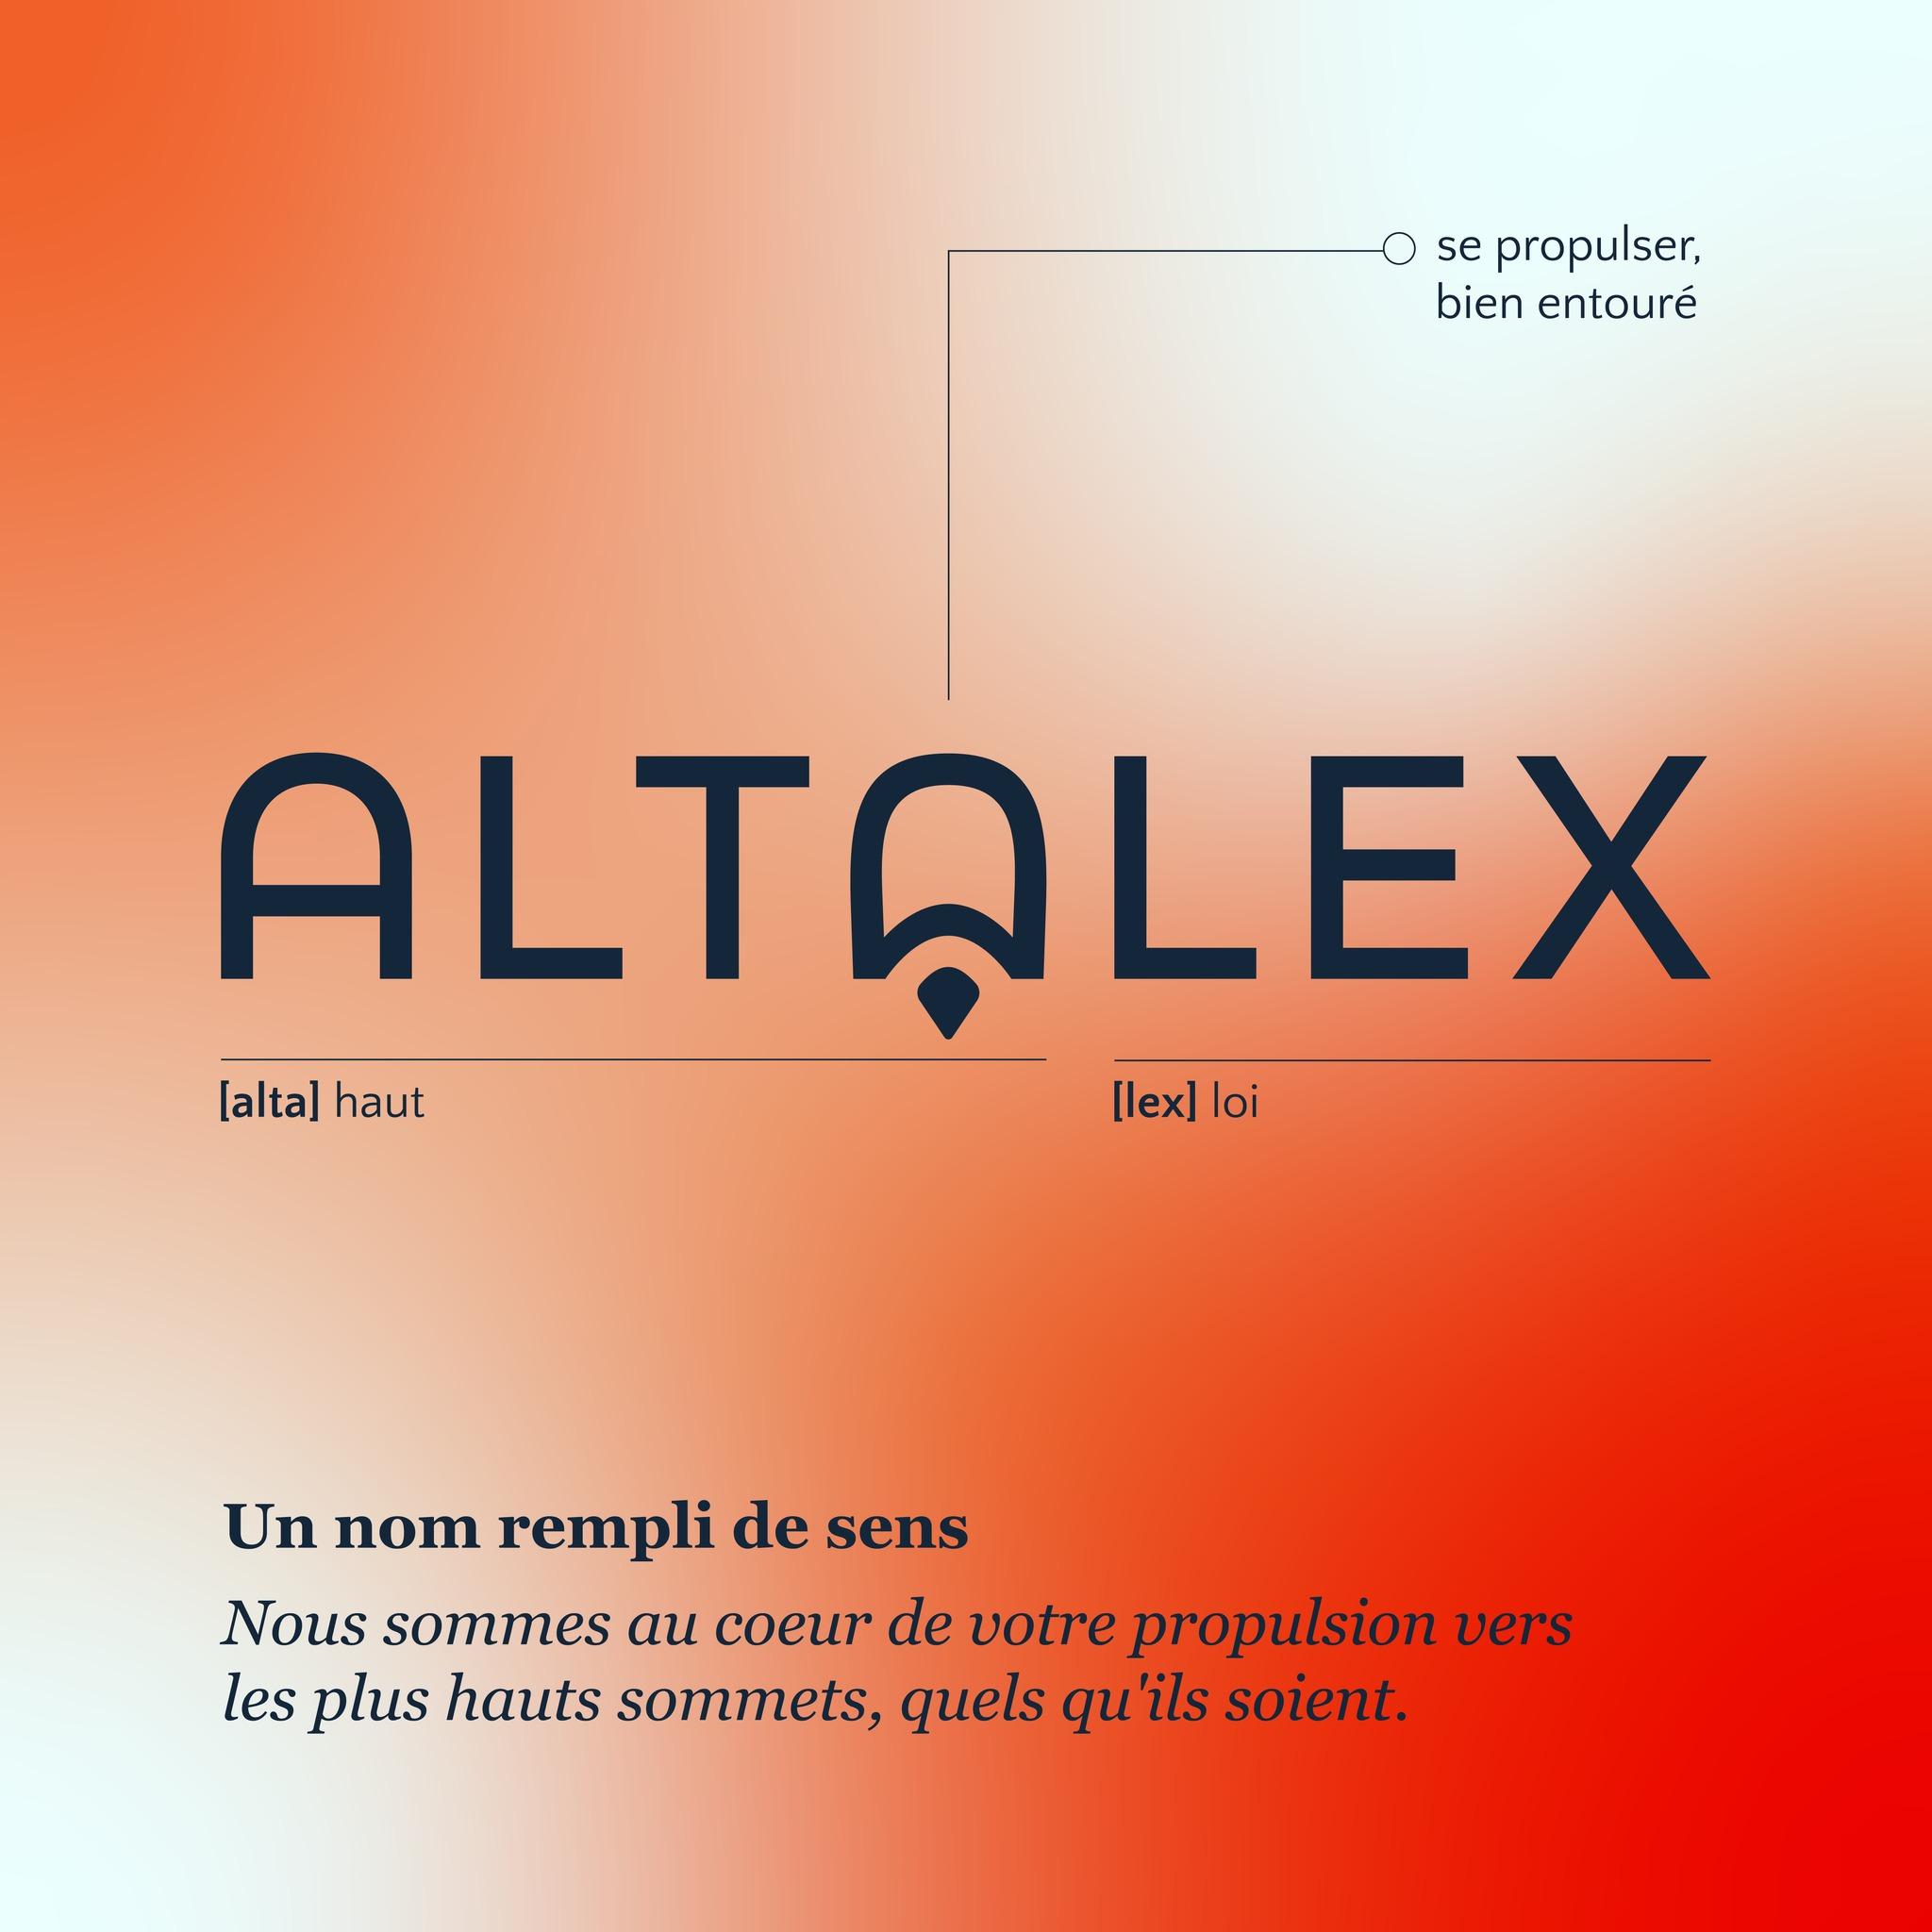 se propulser,
bien entouré
ALTALEX
[alta] haut
[lex] loi
Un nom rempli de sens
Nous sommes au coeur de votre propulsion vers
les plus hauts sommets, quels qu'ils soient.